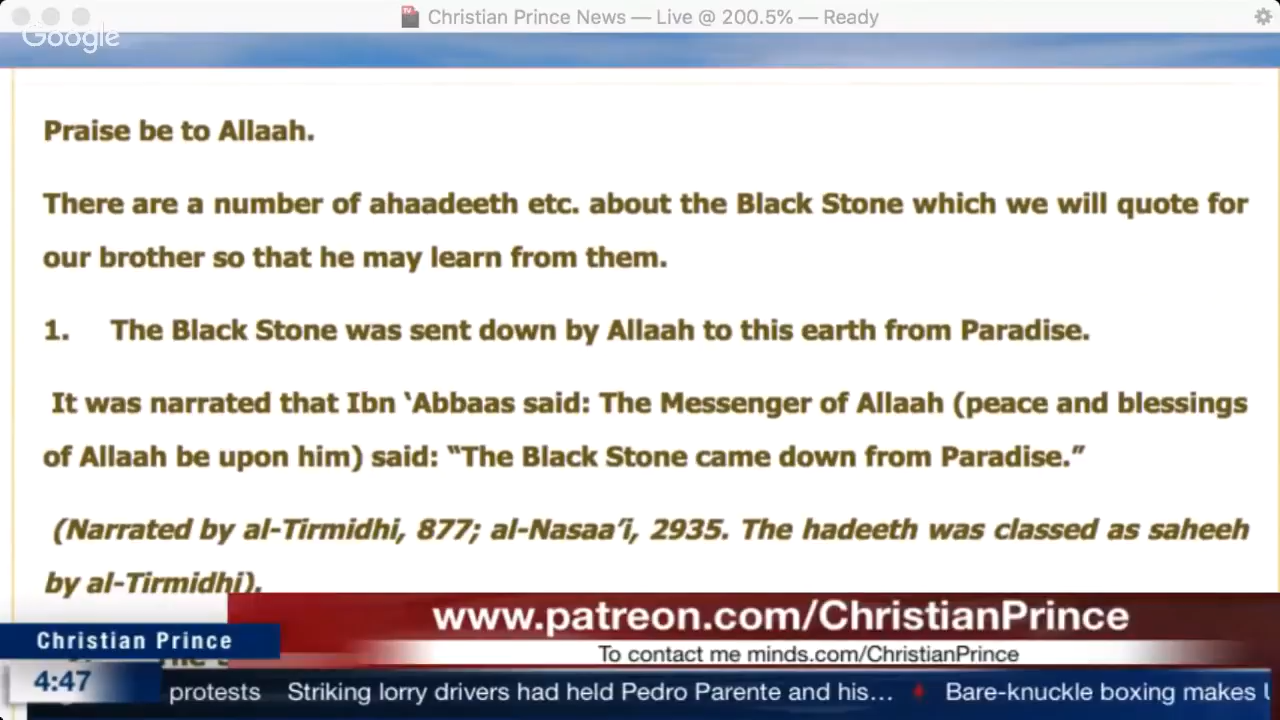 Christian Prince News — Live @ 200.5% — Ready
Google
Praise be to Allaah.
There are a number of ahaadeeth etc. about the Black Stone which we will quote for
our brother so that he may learn from them.
1. The Black Stone was sent down by Allaah to this earth from Paradise.
It was narrated that Ibn ‘Abbaas said: The Messenger of Allaah (peace and blessings
of Allaah be upon him) said: “The Black Stone came down from Paradise.”
(Narrated by al-Tirmidhi, 877; al-Nasaa’i, 2935. The hadeeth was classed as saheeh
by al-Tirmidhi).
www.patreon.com/ChristianPrince
Christian Prince
To contact me minds.com/ChristianPrince
4:47
protests Striking lorry drivers had held Pedro Parente and his... Bare-knuckle boxing makes